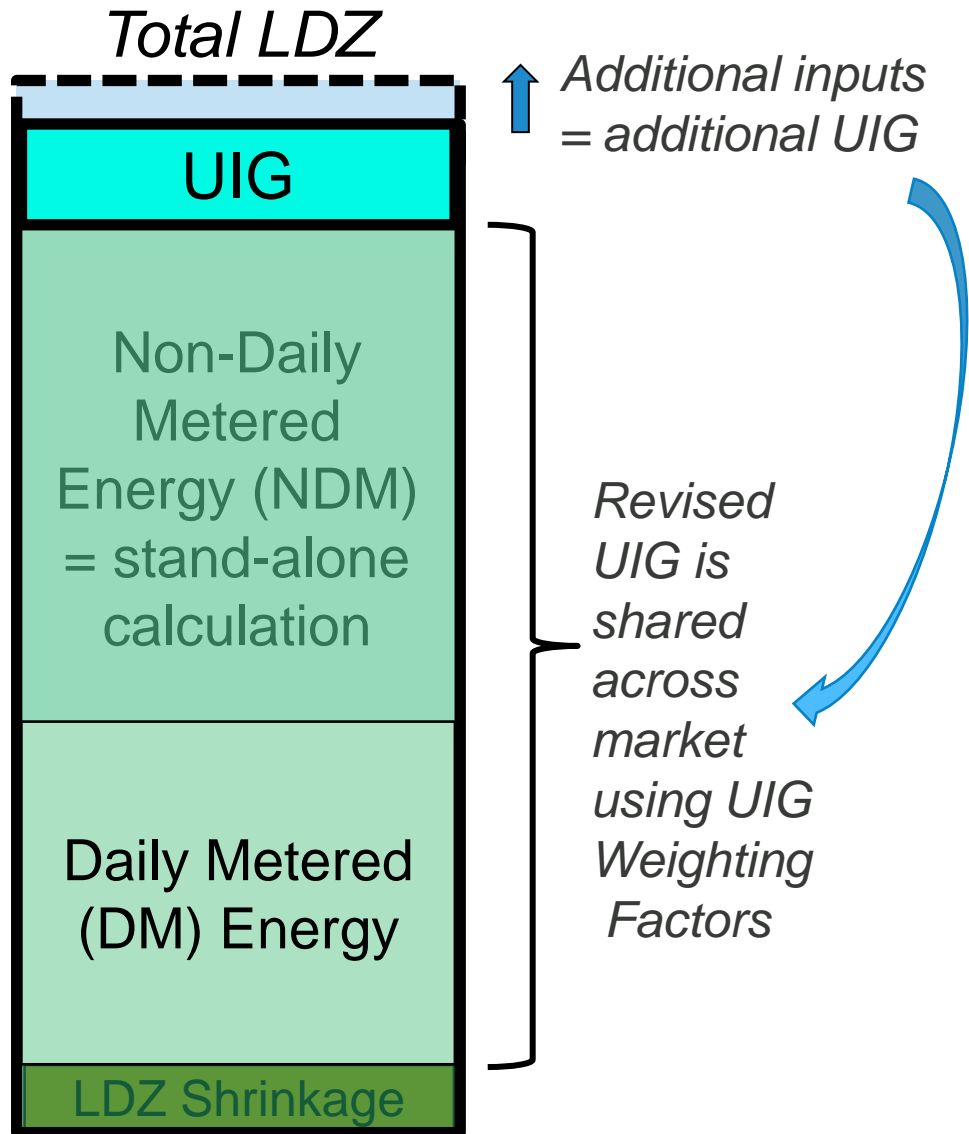 Total LDZ
Additional inputs
= additional UIG
UIG
Non-Daily
Metered
Energy (NDM)
= stand-alone
calculation
Revised
UIG is
shared
across
market
using UIG
Weighting
Factors
Daily Metered
(DM) Energy
LDZ Shrinkage